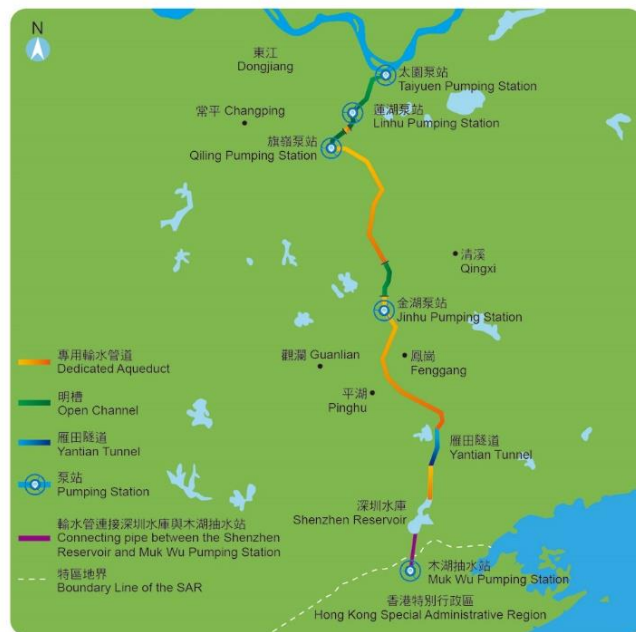 N
東江
Dongjiang
太園泵站
Taiyuen Pumping Station
常平 Changping
蓮湖泵站
Linhu Pumping Station
旗嶺泵站
Qiling Pumping Station
清溪
Qingxi
金湖泵站
Jinhu Pumping Station
觀瀾 Guanlian
鳳崗
Fenggang
平湖
Pinghu
雁田隧道
Yantian Tunnel
深圳水庫
Shenzhen Reservoir
木湖抽水站
Muk Wu Pumping Station
香港特別行政區
Hong Kong Special Administrative Region
專用輸水管道
Dedicated Aqueduct
明槽
Open Channel
雁田隧道
Yantian Tunnel
泵站
Pumping Station
輸水管連接深圳水庫與木湖抽水站
Connecting pipe between the Shenzhen
Reservoir and Muk Wu Pumping Station
特區地界
Boundary Line of the SAR